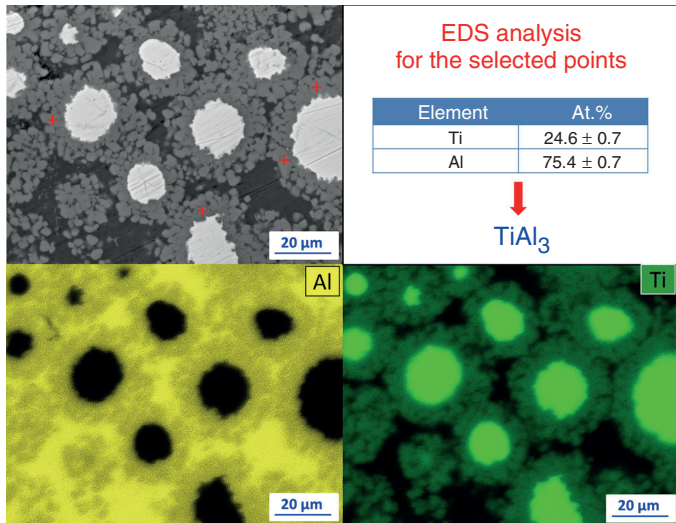 EDS analysis
for the selected points
Element At.%
Ti 24.6 ± 0.7
Al 75.4 ± 0.7
TiAl₃
20 µm
Al
Ti
20 µm
20 µm